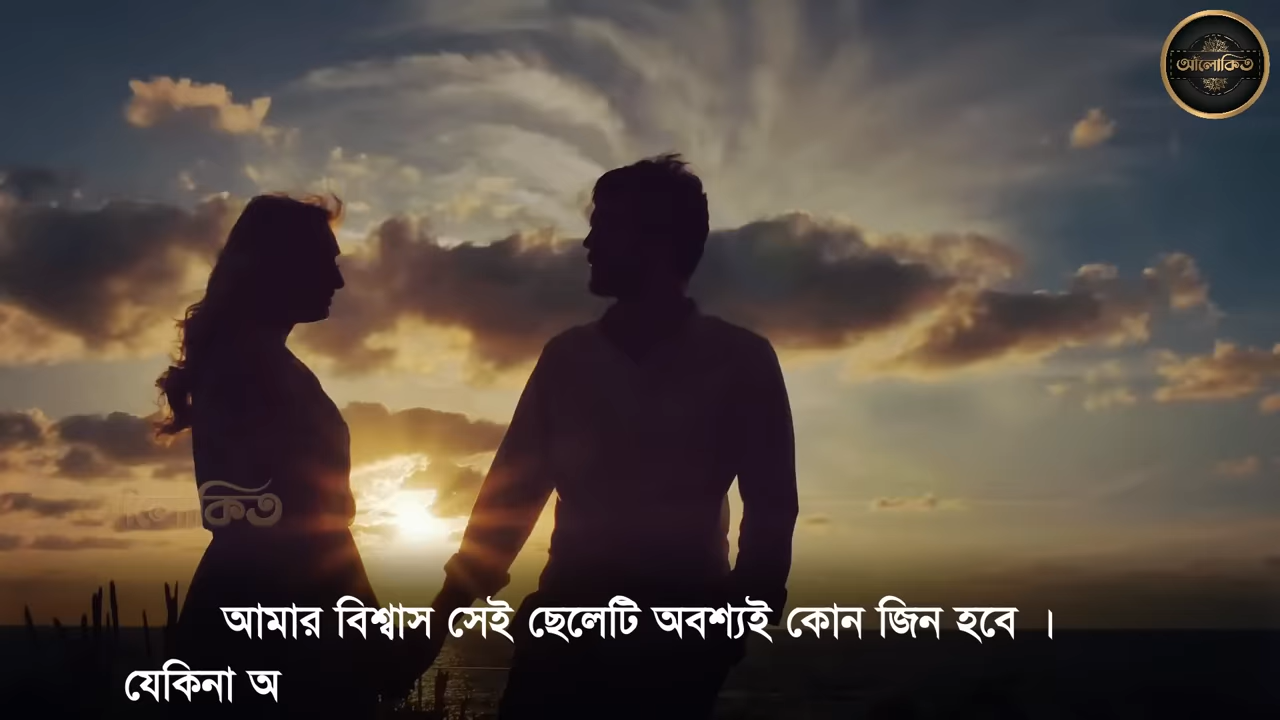 আলোকিত
কিত
আমার বিশ্বাস সেই ছেলেটি অবশ্যই কোন জিন হবে ।
যেকিনা অ